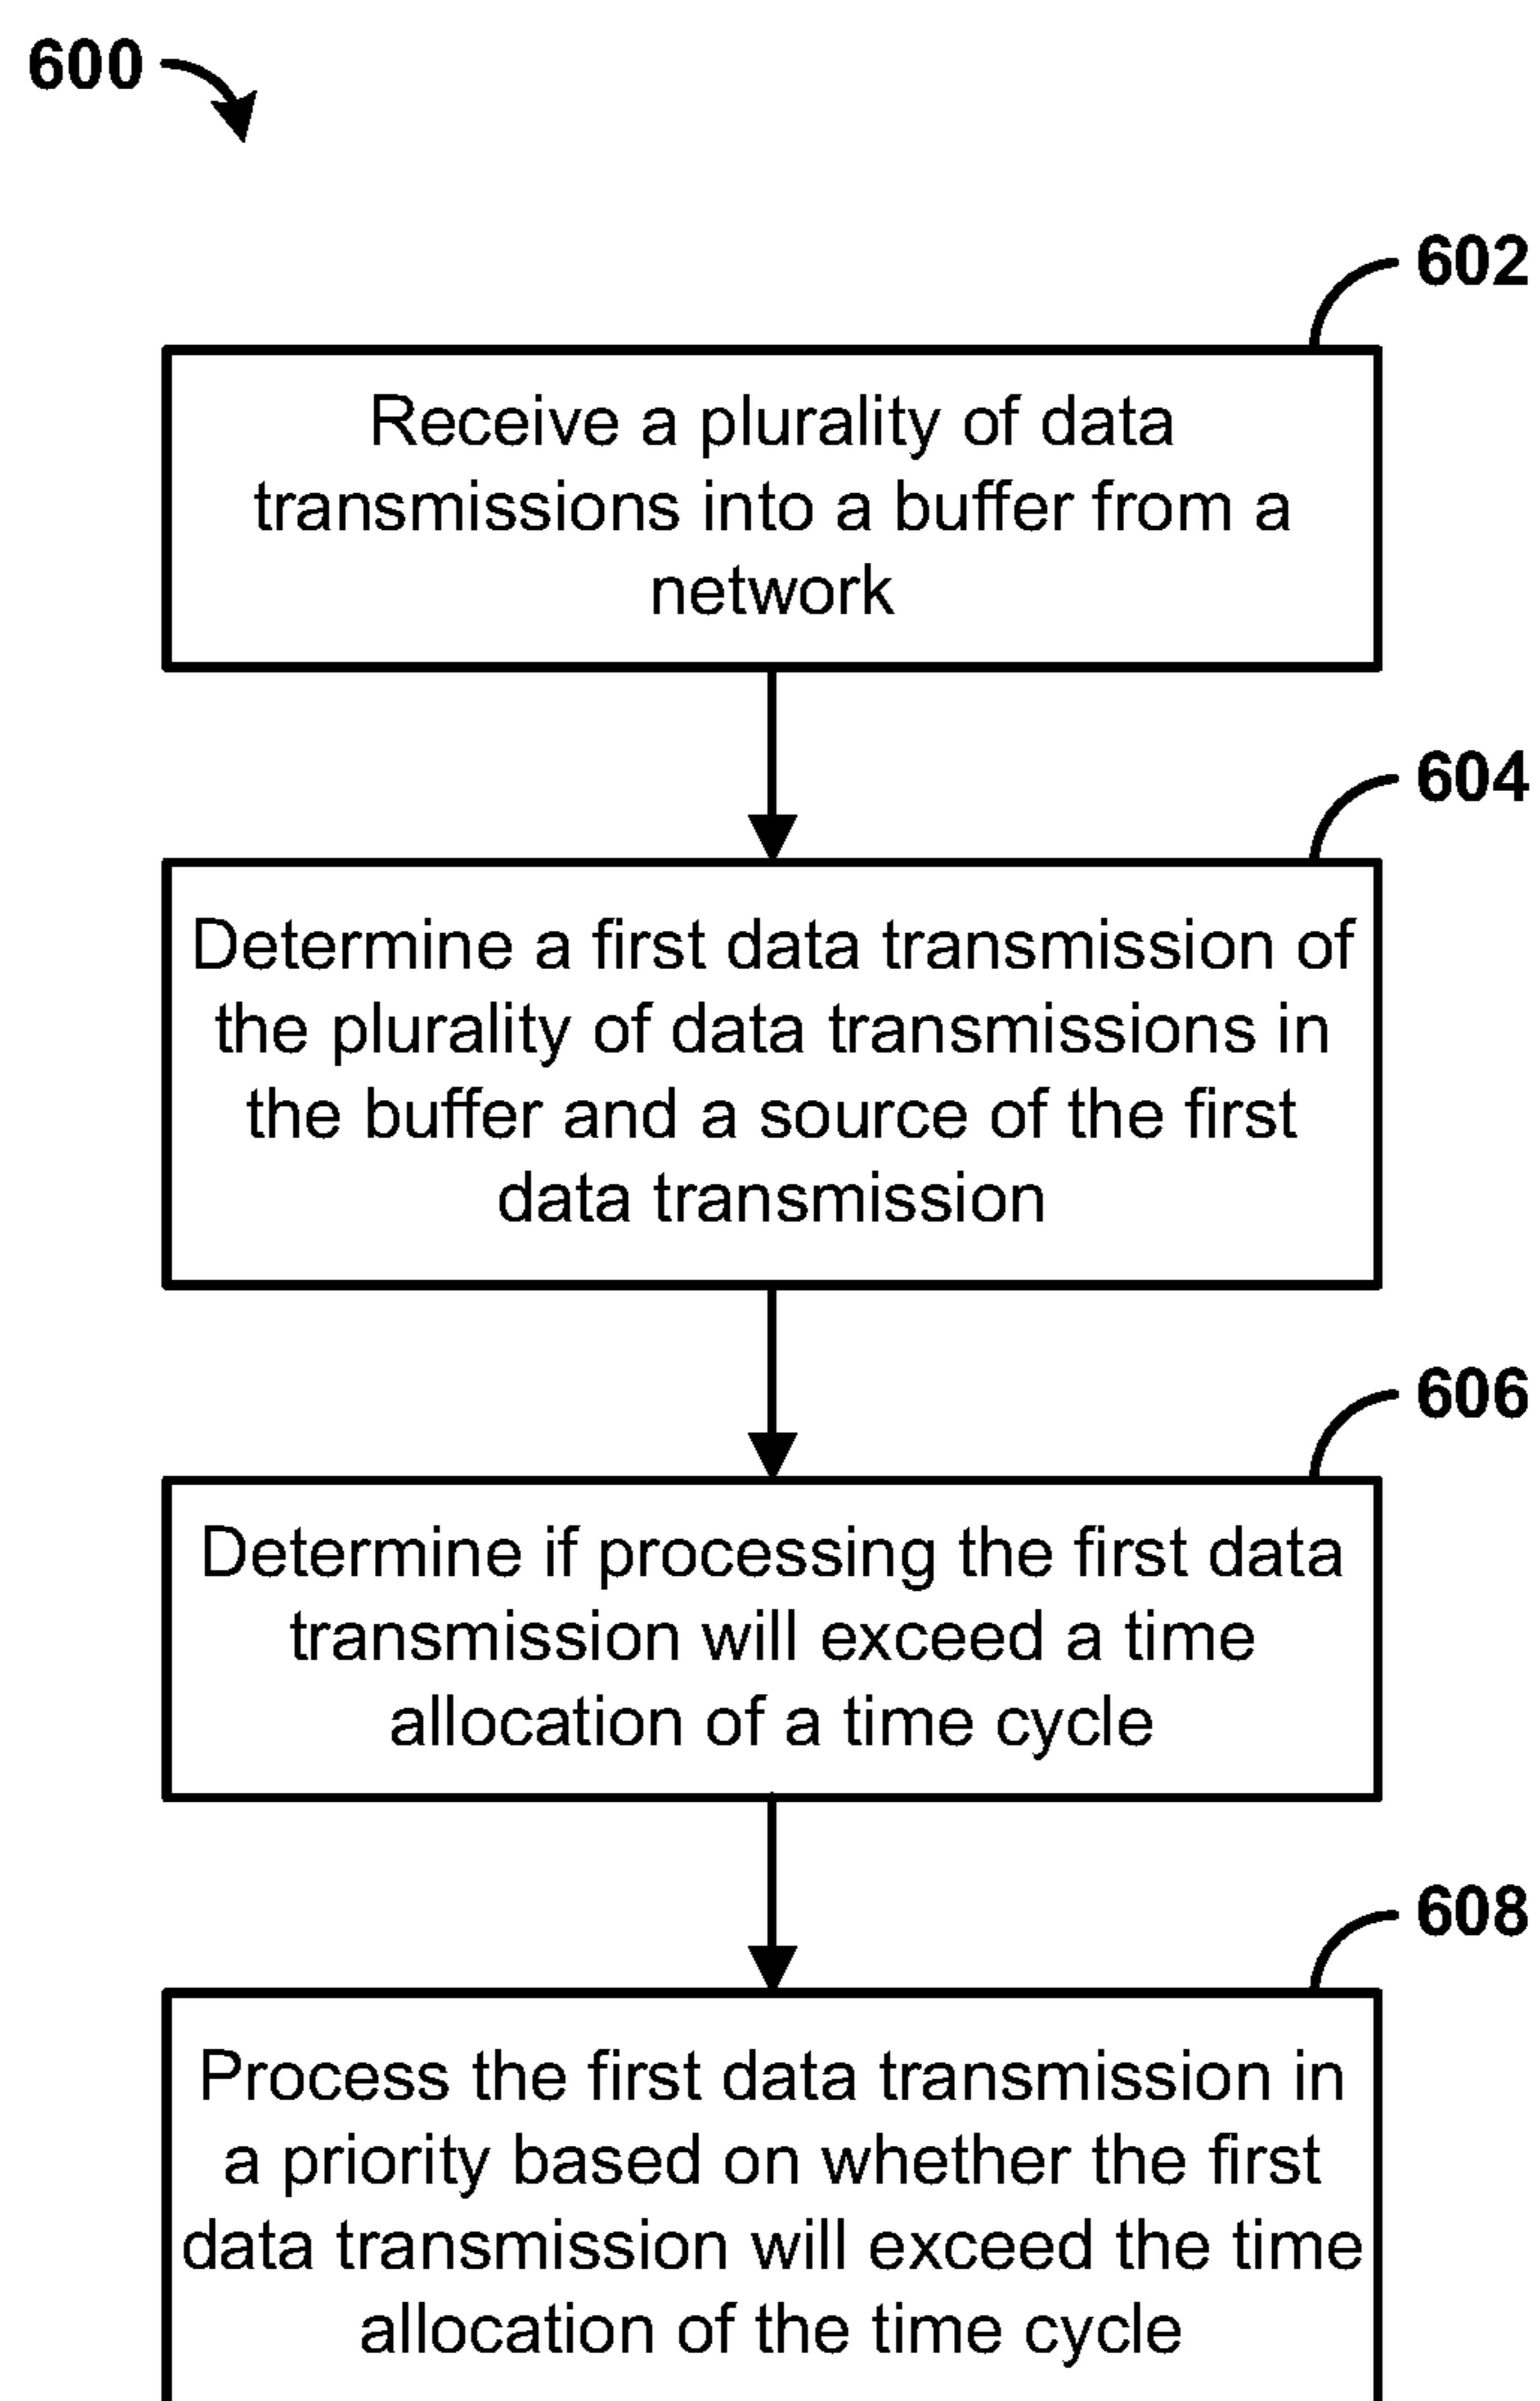 600
602
Receive a plurality of data
transmissions into a buffer from a
network
604
Determine a first data transmission of
the plurality of data transmissions in
the buffer and a source of the first
data transmission
606
Determine if processing the first data
transmission will exceed a time
allocation of a time cycle
608
Process the first data transmission in
a priority based on whether the first
data transmission will exceed the time
allocation of the time cycle